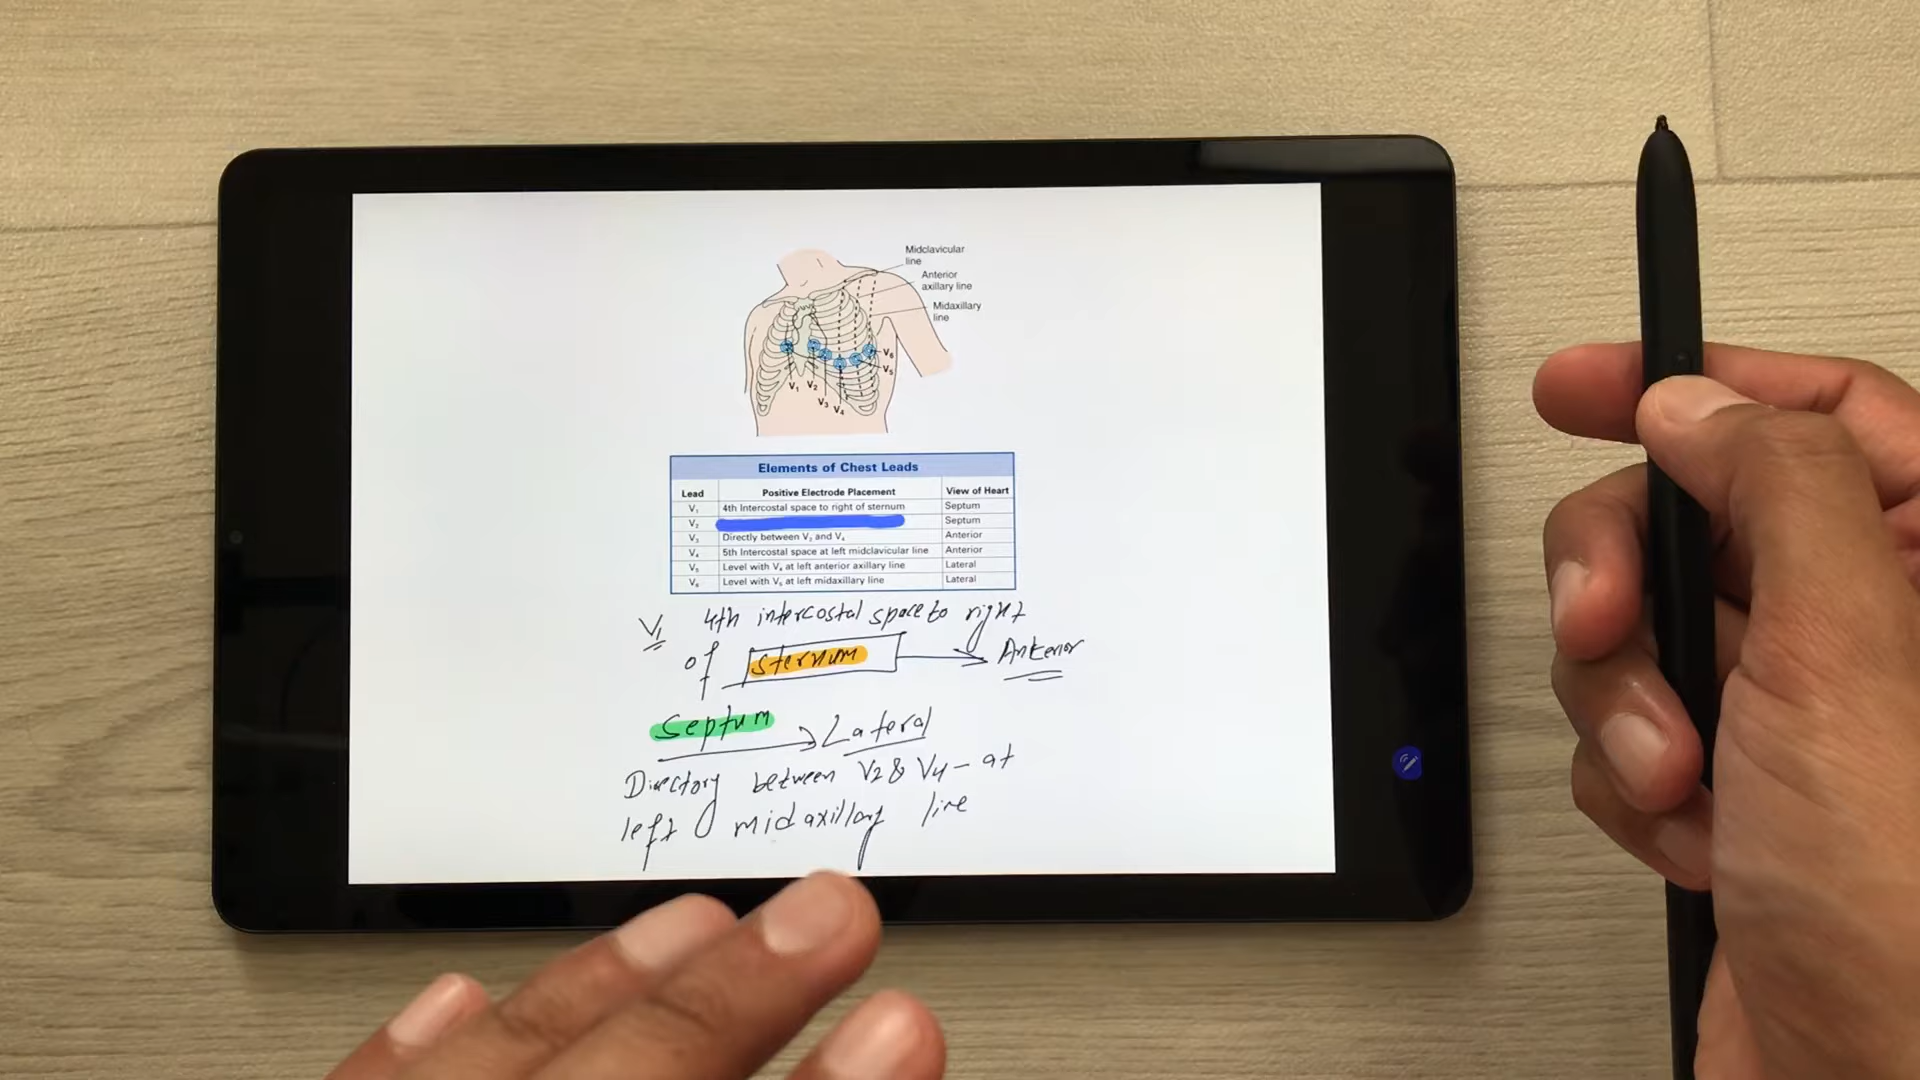 Midclavicular
line
Anterior
axillary line
Midaxillary
line
V6
V5
V1 V2
V3 V4
Elements of Chest Leads
Lead Positive Electrode Placement View of Heart
V1 4th Intercostal space to right of sternum Septum
V2 Septum
V3 Directly between V2 and V4 Anterior
V4 5th Intercostal space at left midclavicular line Anterior
V5 Level with V4 at left anterior axillary line Lateral
V6 Level with V5 at left midaxillary line Lateral
V1 4th intercostal space to right
of sternum → Anterior
Septum → Lateral
Directory between V2 & V4 - at
left midaxillary line